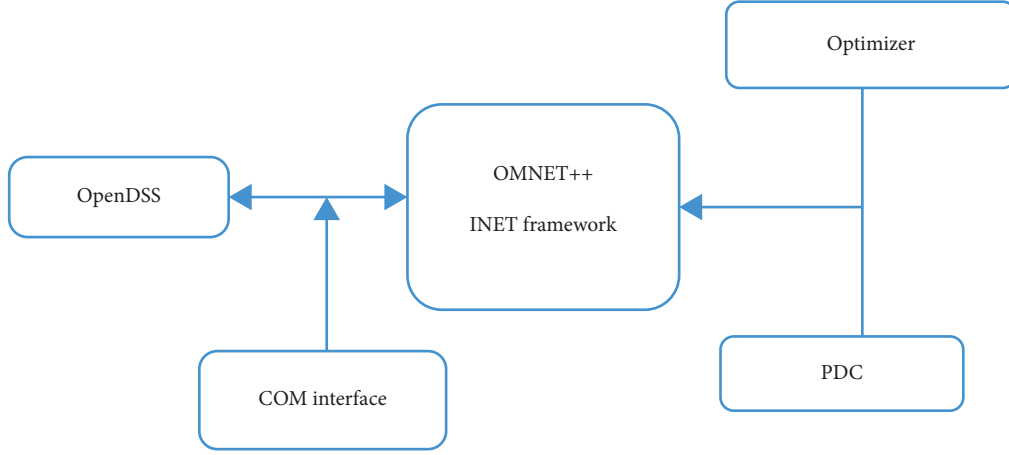 Optimizer
OpenDSS
OMNET++
INET framework
COM interface
PDC